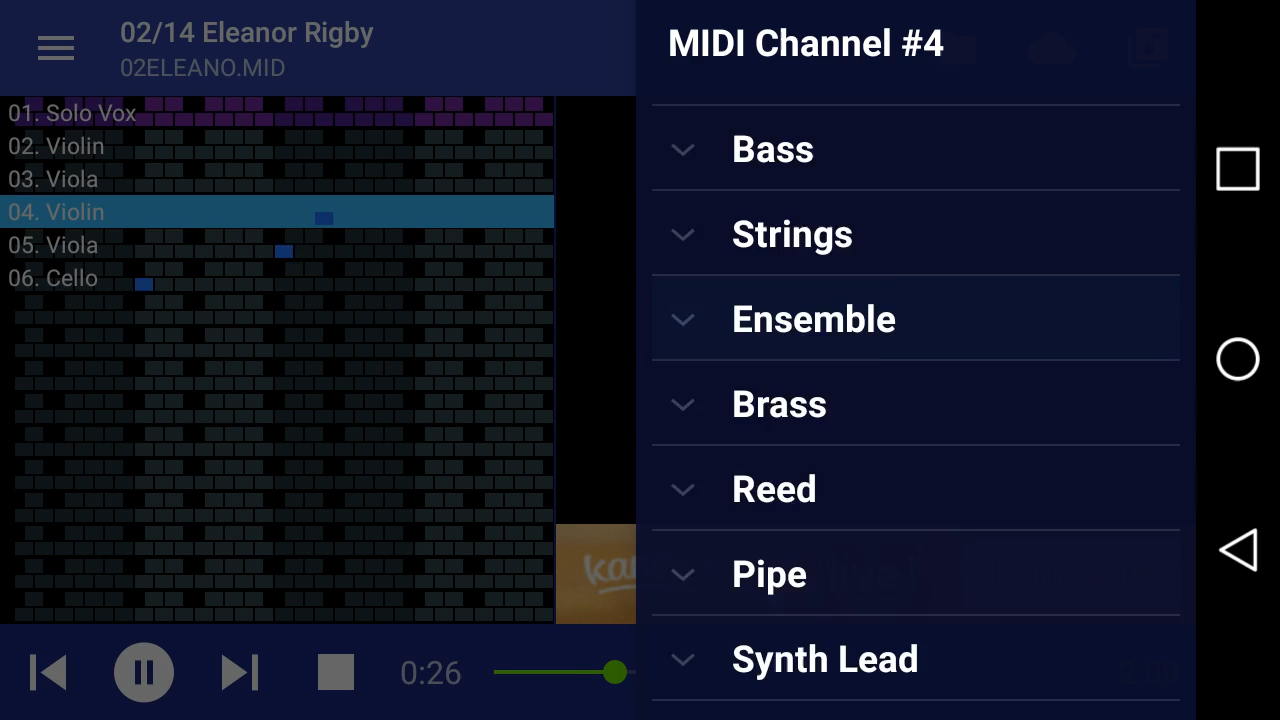 02/14 Eleanor Rigby
02ELEANO.MID
01. Solo Vox
02. Violin
03. Viola
04. Violin
05. Viola
06. Cello
0:26
MIDI Channel #4
Bass
Strings
Ensemble
Brass
Reed
Pipe
Synth Lead